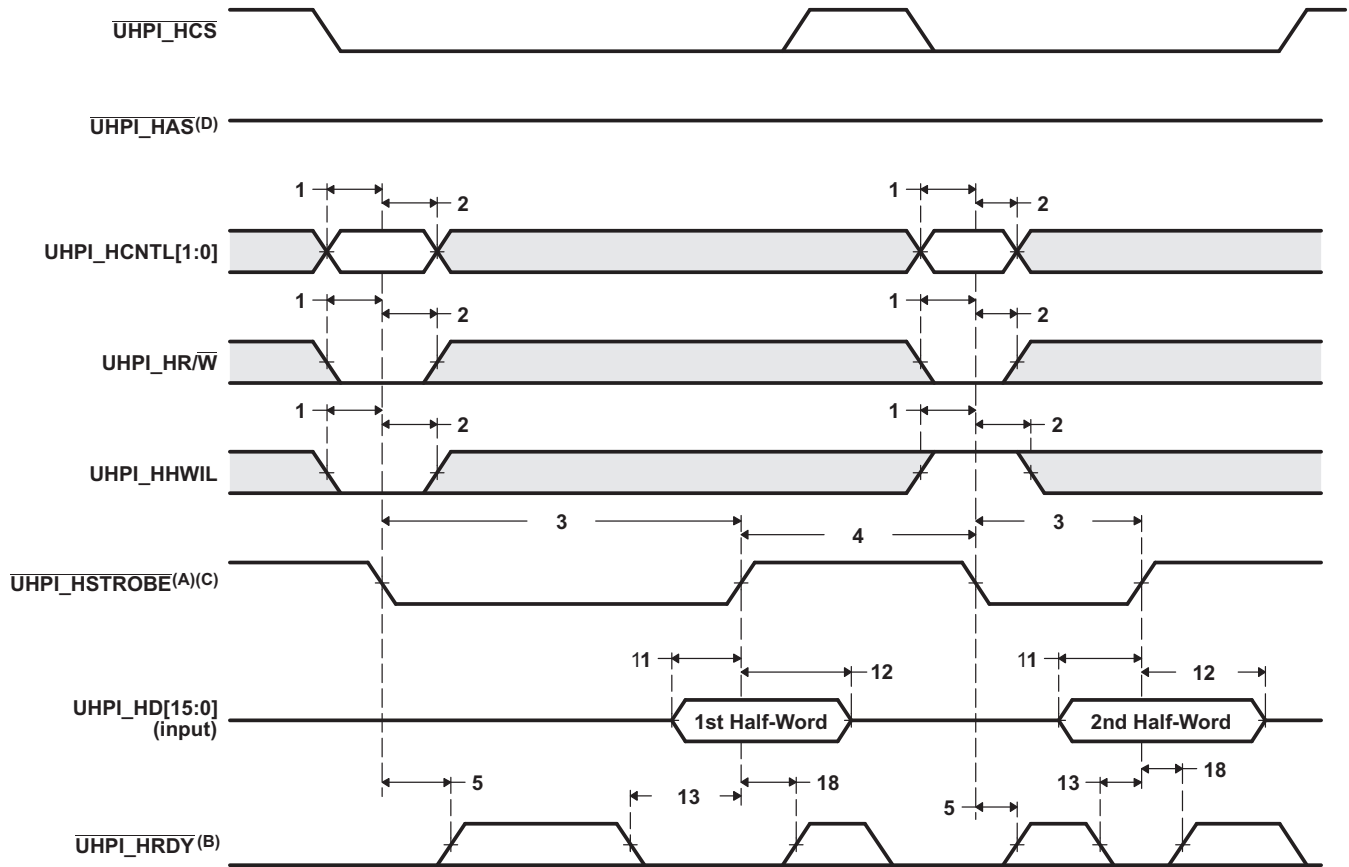 UHPI_HCS
UHPI_HAS(D)
1
2
1
2
UHPI_HCNTL[1:0]
1
2
1
2
UHPI_HR/W
1
2
1
2
UHPI_HHWIL
3
4
3
UHPI_HSTROBE(A)(C)
11
12
11
12
UHPI_HD[15:0]
(input)
1st Half-Word
2nd Half-Word
5
13
18
5
13
18
UHPI_HRDY(B)